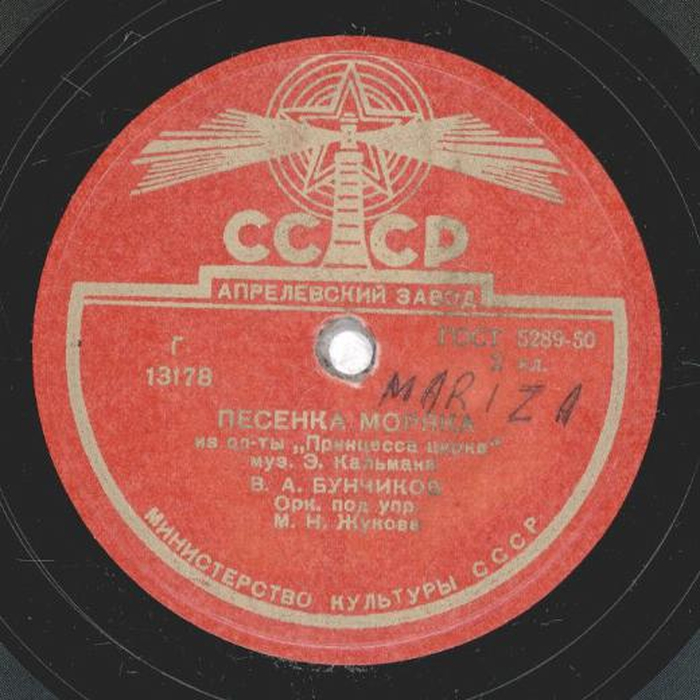 СССР
АПРЕЛЕВСКИЙ ЗАВОД
Г.
13178
ГОСТ 5289-50
кл.
MARIZA
ПЕСЕНКА МОРЯКА
из оп-ты „Принцесса цирка“
муз. Э. Кальмана
В. А. БУНЧИКОВ
Орк. под упр.
М. Н. Жукова
МИНИСТЕРСТВО КУЛЬТУРЫ СССР